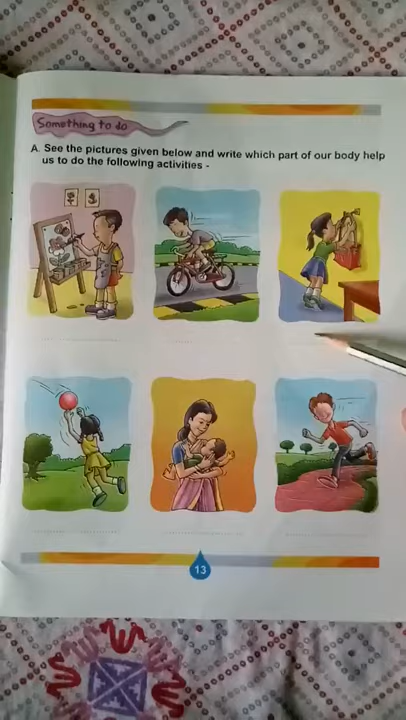 Something to do
A. See the pictures given below and write which part of our body help
us to do the following activities -
13